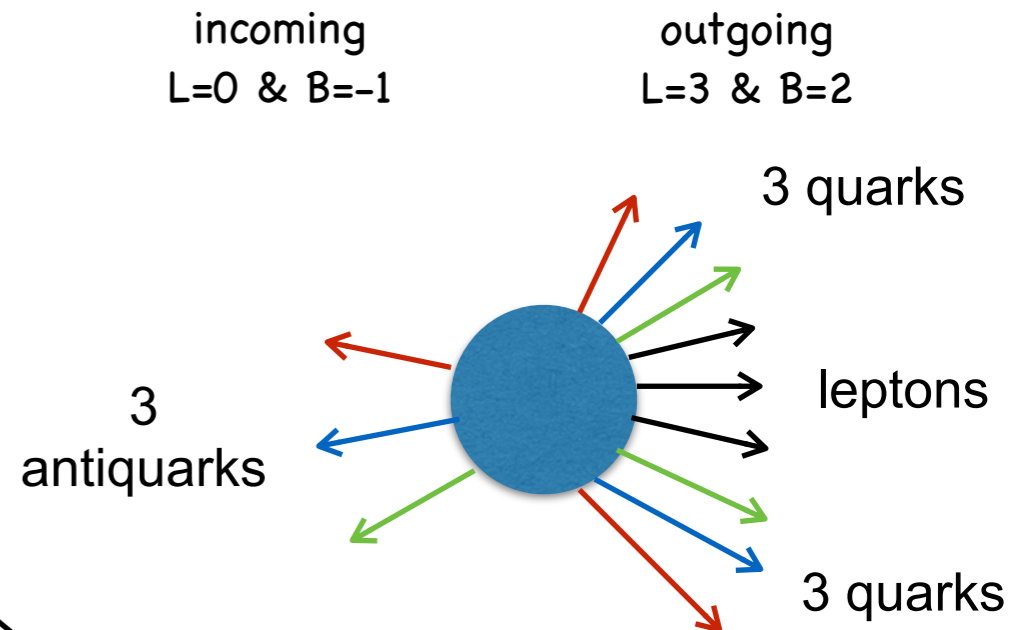 incoming
L=0 & B=-1
outgoing
L=3 & B=2
3 quarks
3
antiquarks
leptons
3 quarks